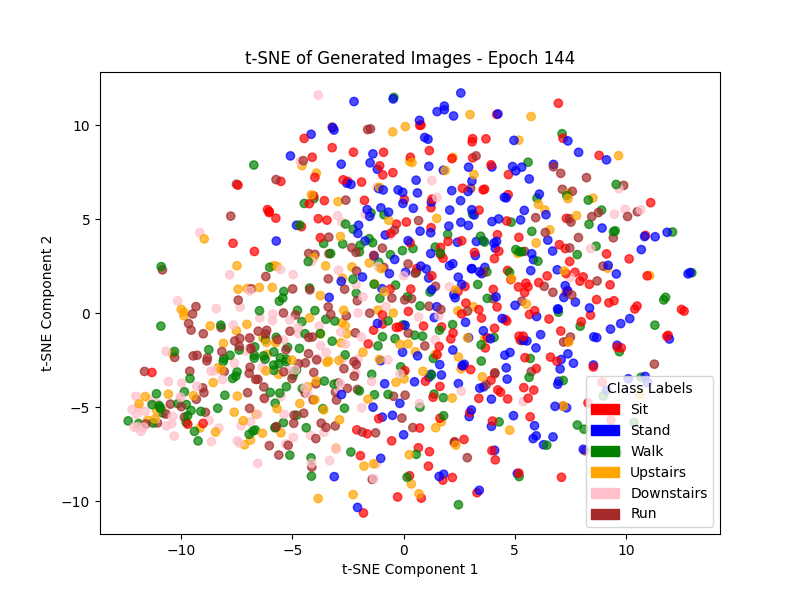 t-SNE of Generated Images - Epoch 144
t-SNE Component 2
10
5
0
−5
−10
−10
−5
0
5
10
t-SNE Component 1
Class Labels
Sit
Stand
Walk
Upstairs
Downstairs
Run